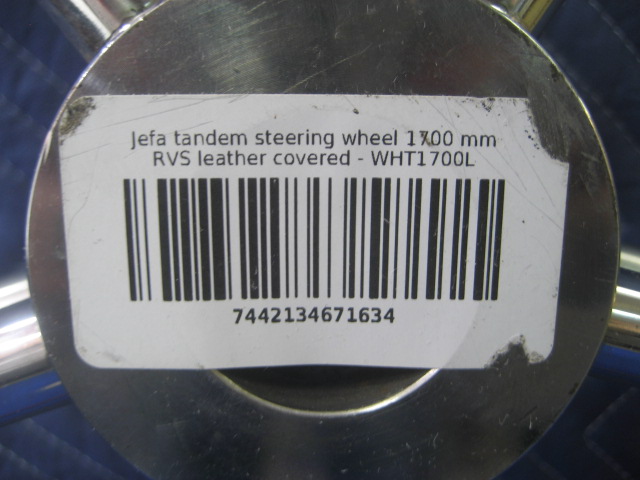 Jefa tandem steering wheel 1700 mm
RVS leather covered - WHT1700L
7442134671634